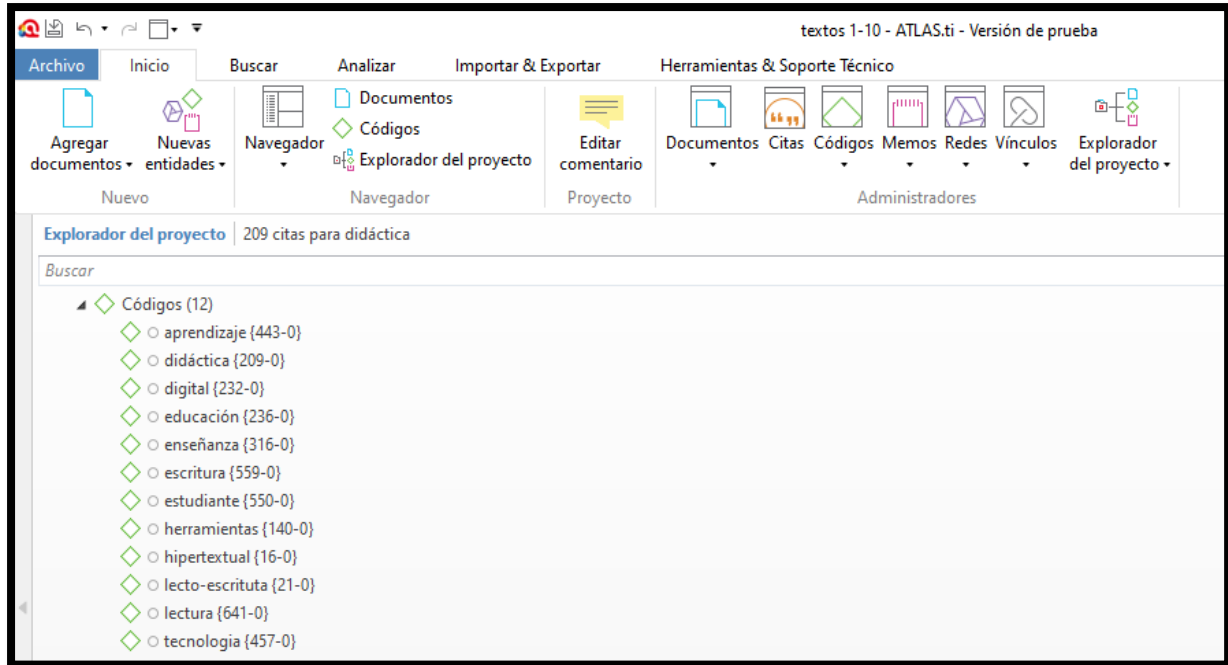 textos 1-10 - ATLAS.ti - Versión de prueba
Archivo Inicio Buscar Analizar Importar & Exportar Herramientas & Soporte Técnico
Agregar documentos
Nuevas entidades
Navegador
Documentos
Códigos
Explorador del proyecto
Editar comentario
Documentos Citas Códigos Memos Redes Vínculos
Explorador del proyecto
Nuevo Navegador Proyecto Administradores
Explorador del proyecto 209 citas para didáctica
Buscar
Códigos (12)
aprendizaje {443-0}
didáctica {209-0}
digital {232-0}
educación {236-0}
enseñanza {316-0}
escritura {559-0}
estudiante {550-0}
herramientas {140-0}
hipertextual {16-0}
lecto-escrituta {21-0}
lectura {641-0}
tecnologia {457-0}